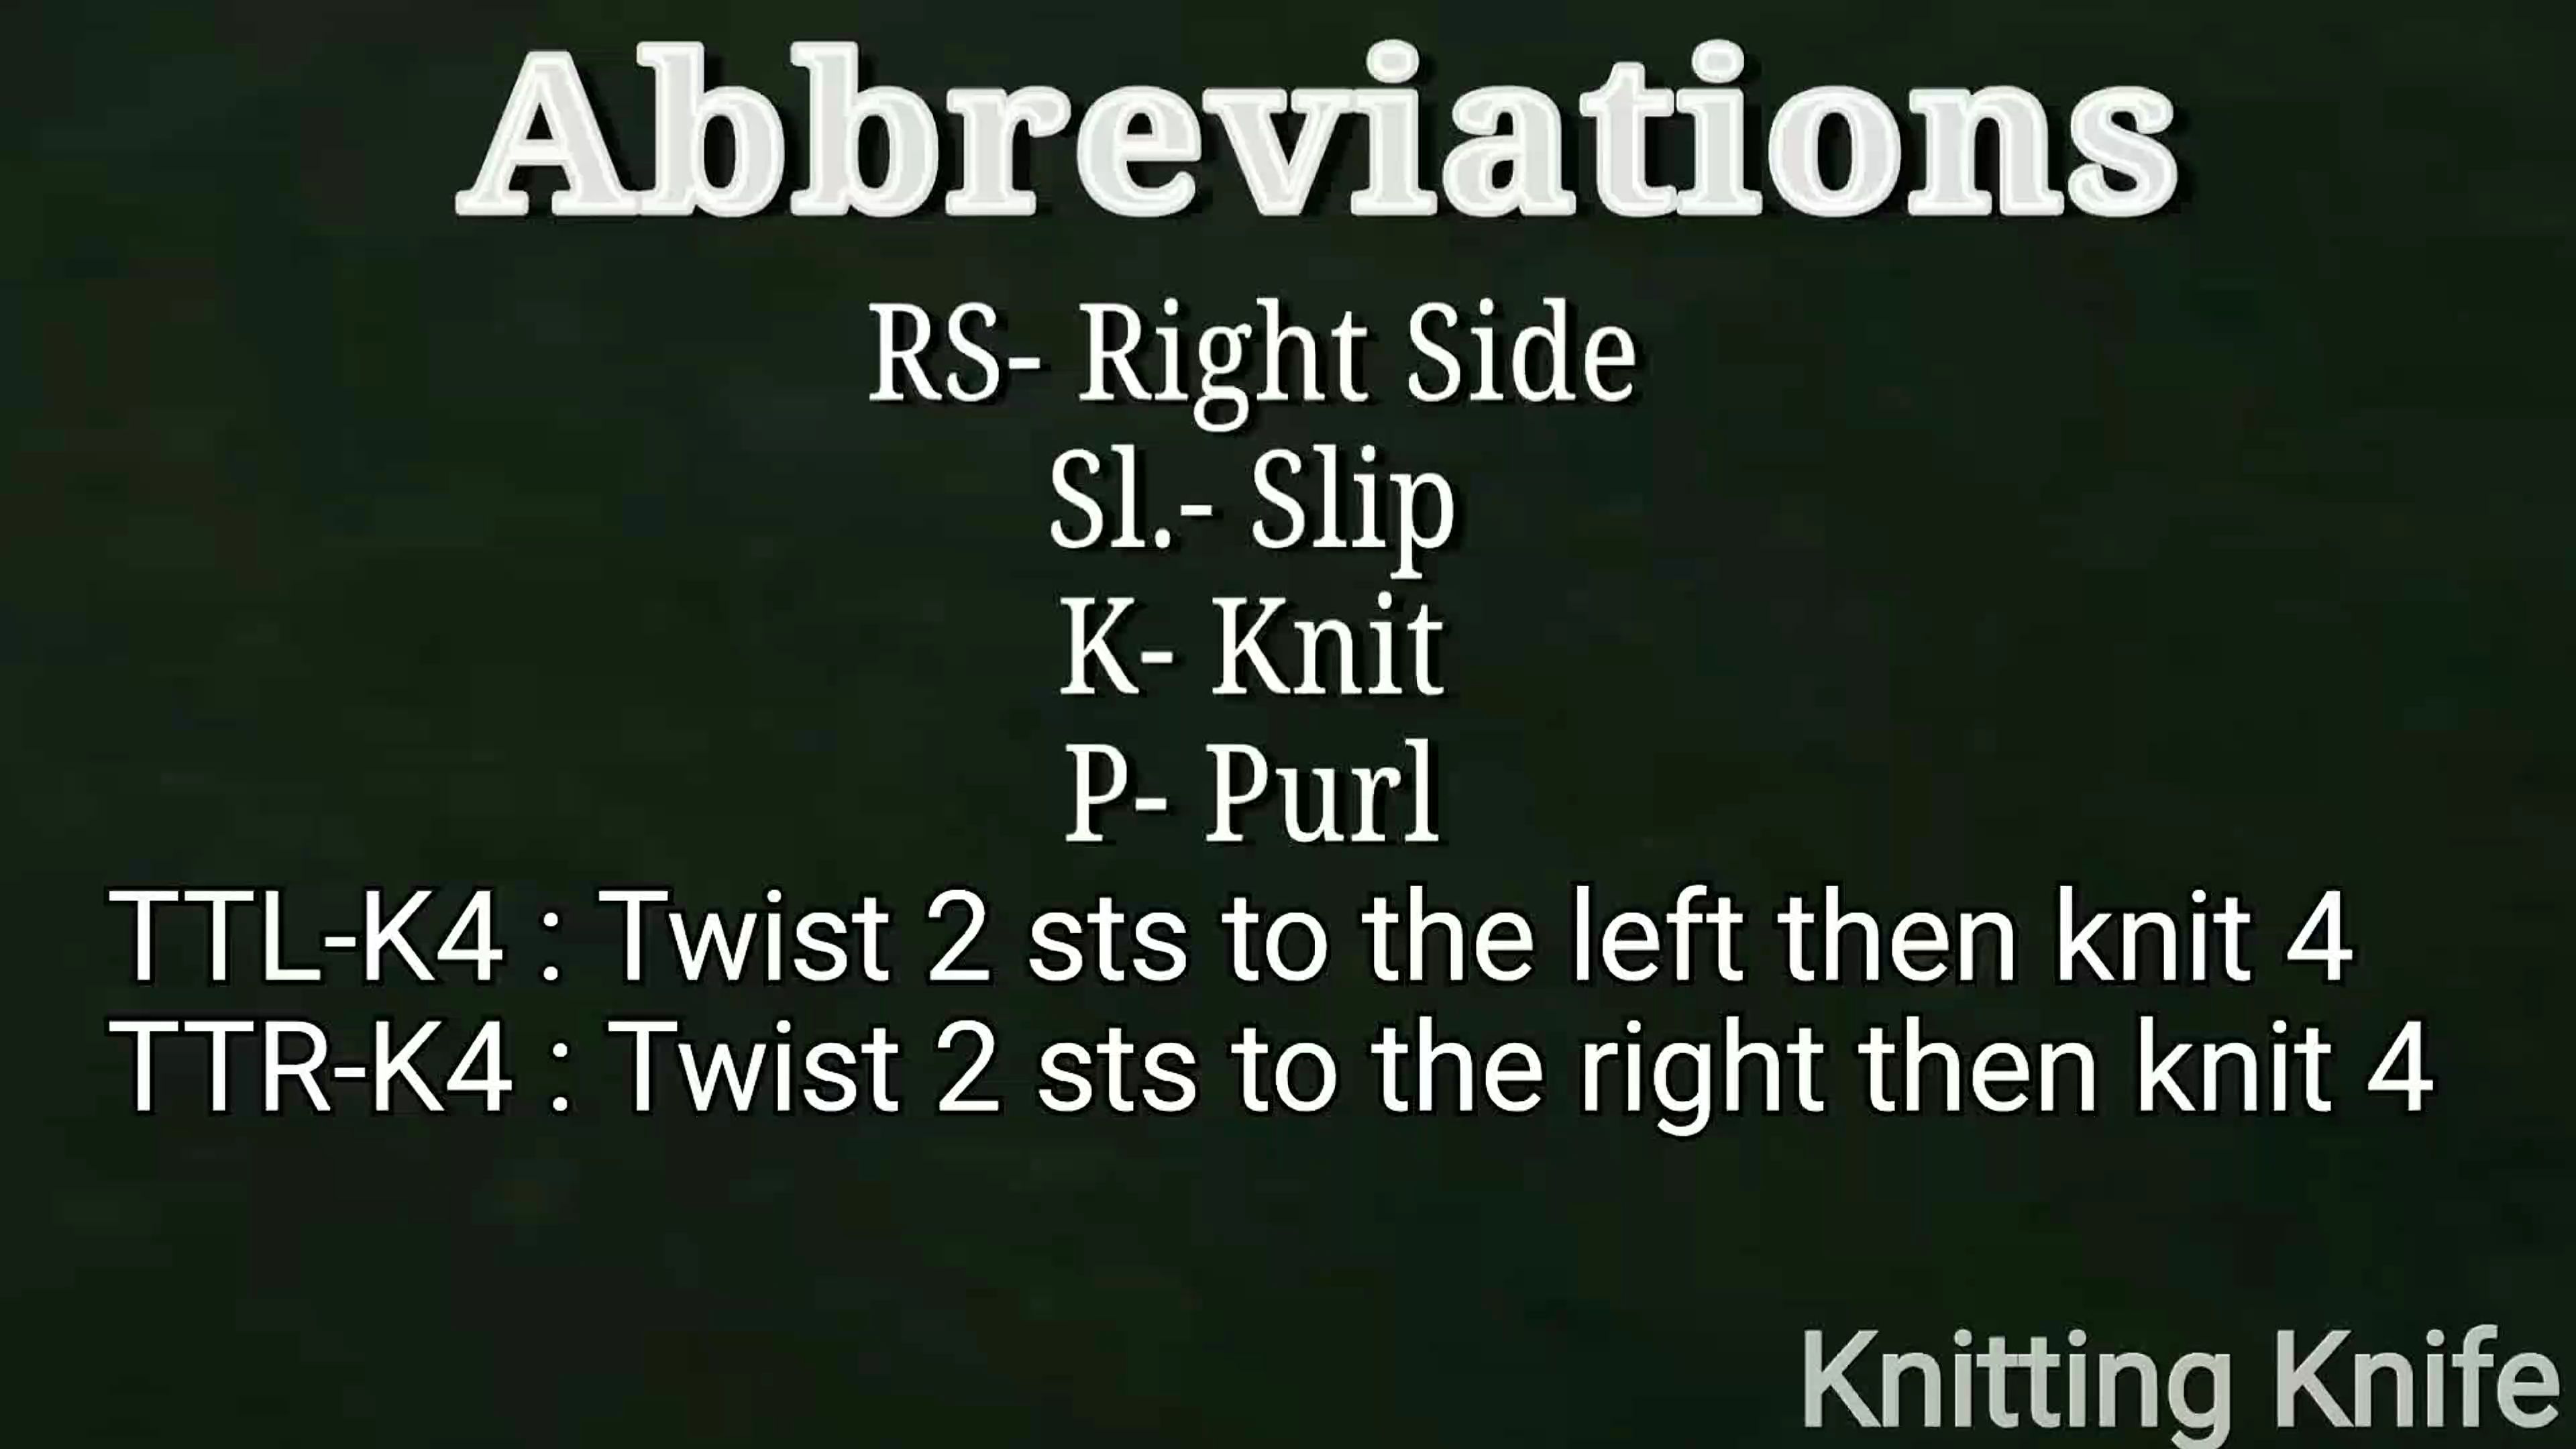 Abbreviations
RS- Right Side
Sl.- Slip
K- Knit
P- Purl
TTL-K4 : Twist 2 sts to the left then knit 4
TTR-K4 : Twist 2 sts to the right then knit 4
Knitting Knife